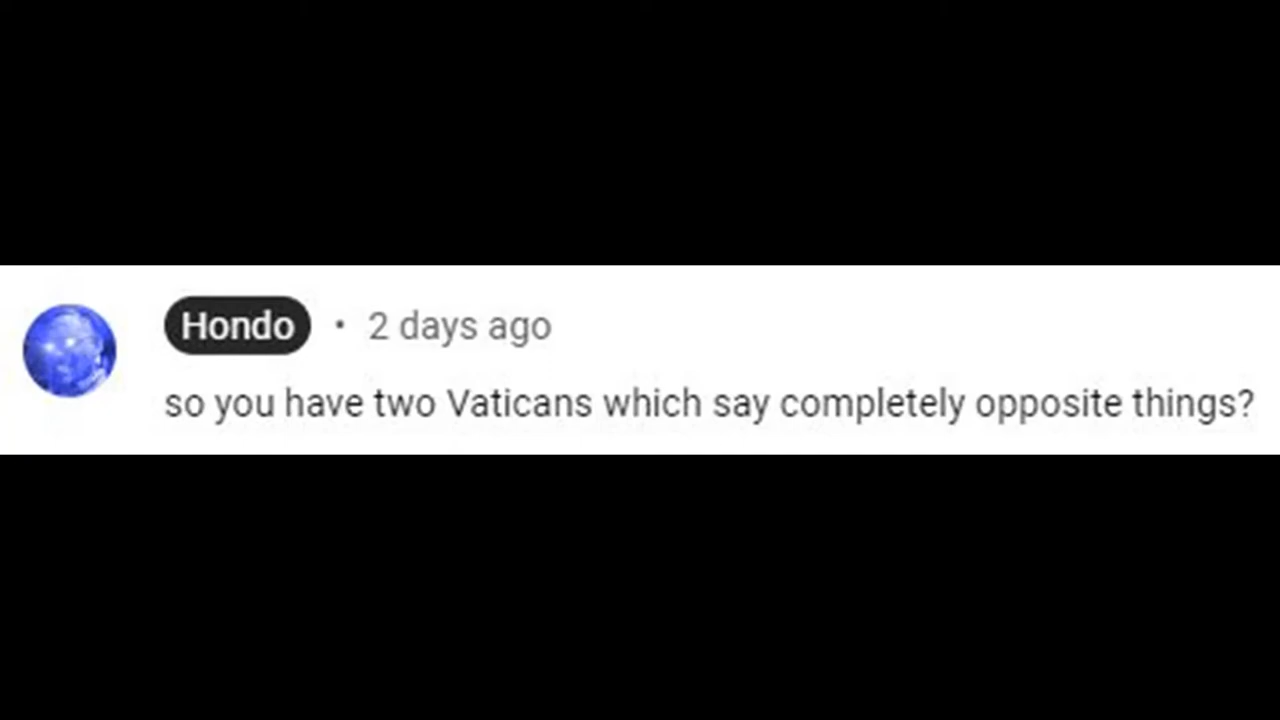 Hondo • 2 days ago
so you have two Vaticans which say completely opposite things?